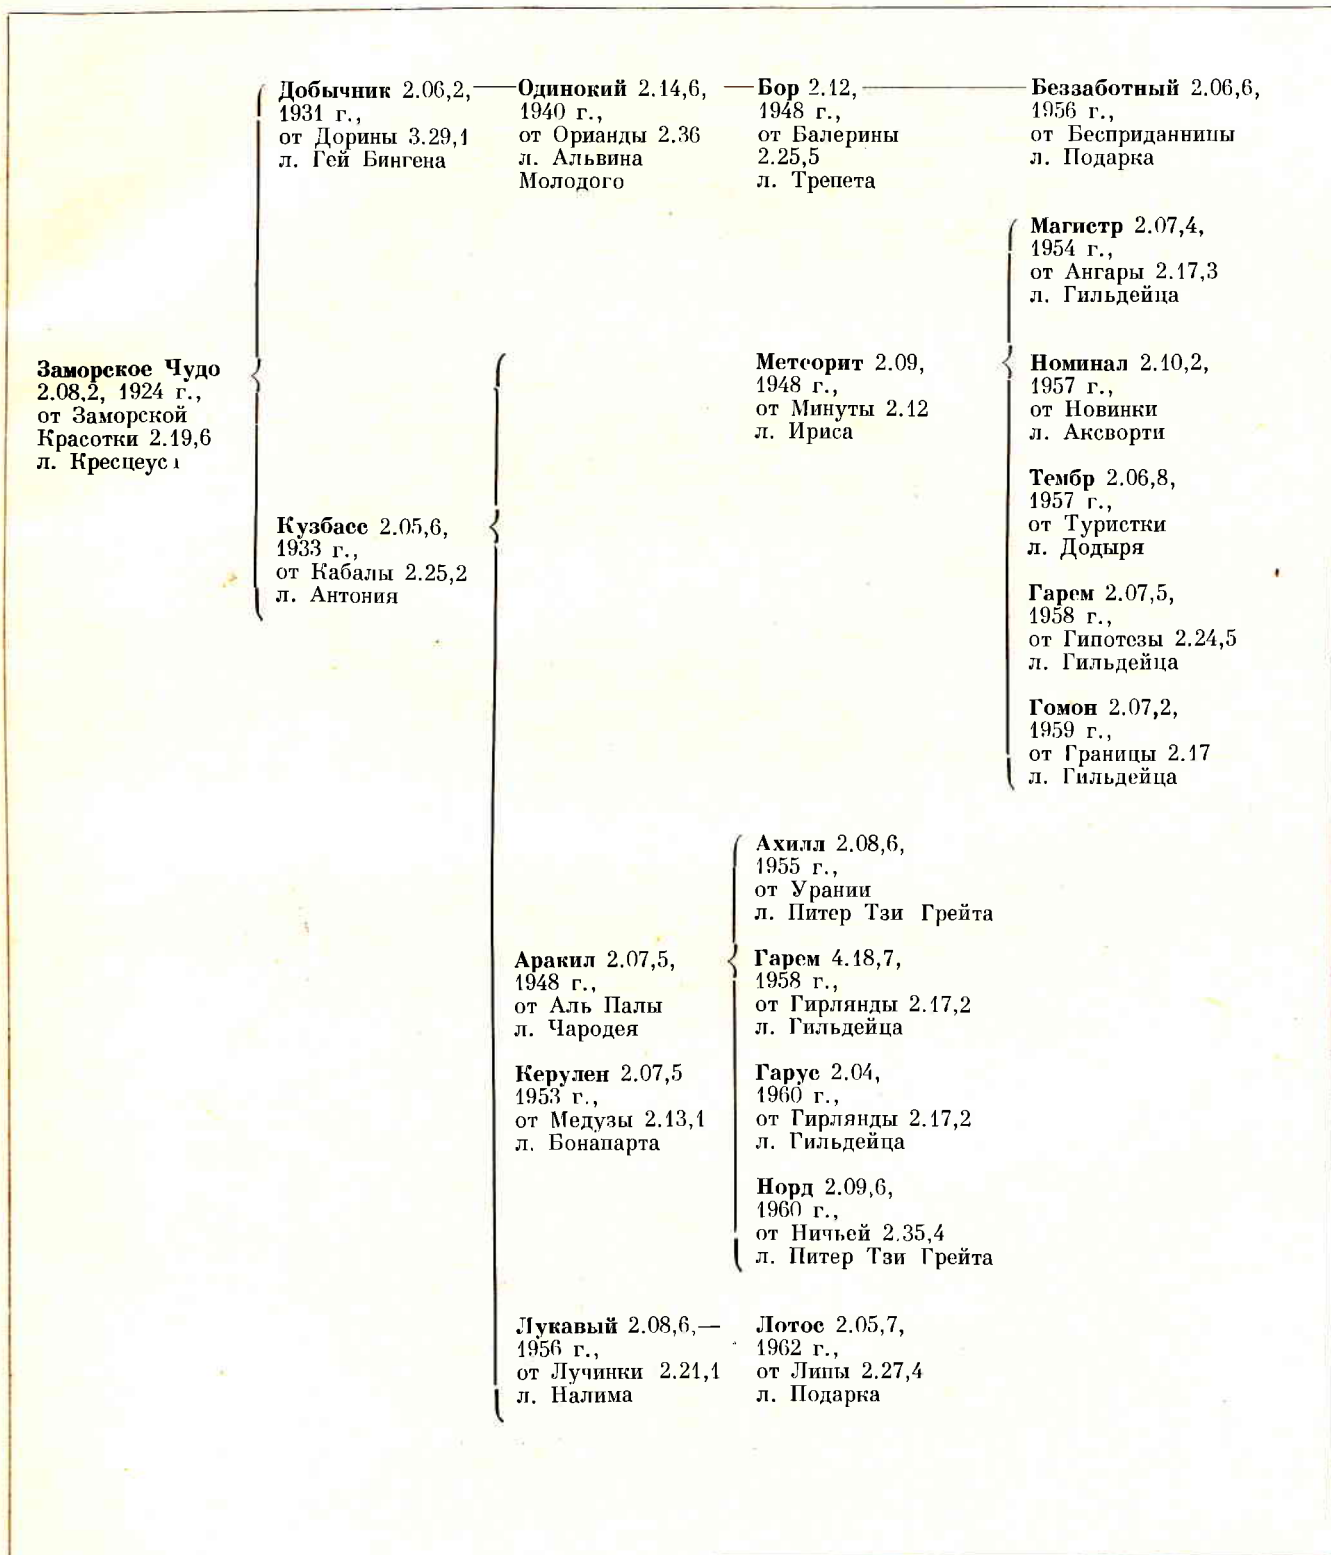 Заморское Чудо
2.08,2, 1924 г.,
от Заморской
Красотки 2.19,6
л. Кресцеуса
Добычник 2.06,2,
1931 г.,
от Дорины 3.29,1
л. Гей Бингена
Кузбасс 2.05,6,
1933 г.,
от Кабалы 2.25,2
л. Антония
Одинокий 2.14,6,
1940 г.,
от Орианды 2.36
л. Альвина
Молодого
Аракил 2.07,5,
1948 г.,
от Аль Палы
л. Чародея
Керулен 2.07,5
1953 г.,
от Медузы 2.13,1
л. Бонапарта
Лукавый 2.08,6,—
1956 г.,
от Лучинки 2.21,1
л. Налима
Бор 2.12,
1948 г.,
от Балерины
2.25,5
л. Трепета
Метеорит 2.09,
1948 г.,
от Минуты 2.12
л. Ириса
Ахилл 2.08,6,
1955 г.,
от Урании
л. Питер Тзи Грейта
Гарем 4.18,7,
1958 г.,
от Гирлянды 2.17,2
л. Гильдейца
Гарус 2.04,
1960 г.,
от Гирлянды 2.17,2
л. Гильдейца
Норд 2.09,6,
1960 г.,
от Ничьей 2.35,4
л. Питер Тзи Грейта
Лотос 2.05,7,
1962 г.,
от Липы 2.27,4
л. Подарка
Беззаботный 2.06,6,
1956 г.,
от Бесприданницы
л. Подарка
Магистр 2.07,4,
1954 г.,
от Ангары 2.17,3
л. Гильдейца
Номинал 2.10,2,
1957 г.,
от Новинки
л. Аксворти
Тембр 2.06,8,
1957 г.,
от Туристки
л. Додыря
Гарем 2.07,5,
1958 г.,
от Гипотезы 2.24,5
л. Гильдейца
Гомон 2.07,2,
1959 г.,
от Границы 2.17
л. Гильдейца